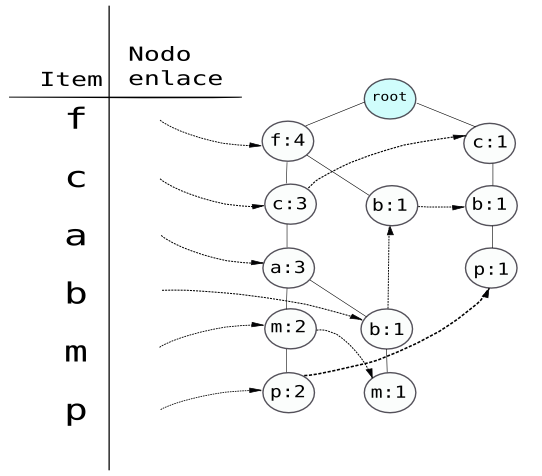 Item
Nodo
enlace
f
c
a
b
m
p
root
f:4
c:1
c:3
b:1
b:1
a:3
p:1
m:2
b:1
p:2
m:1